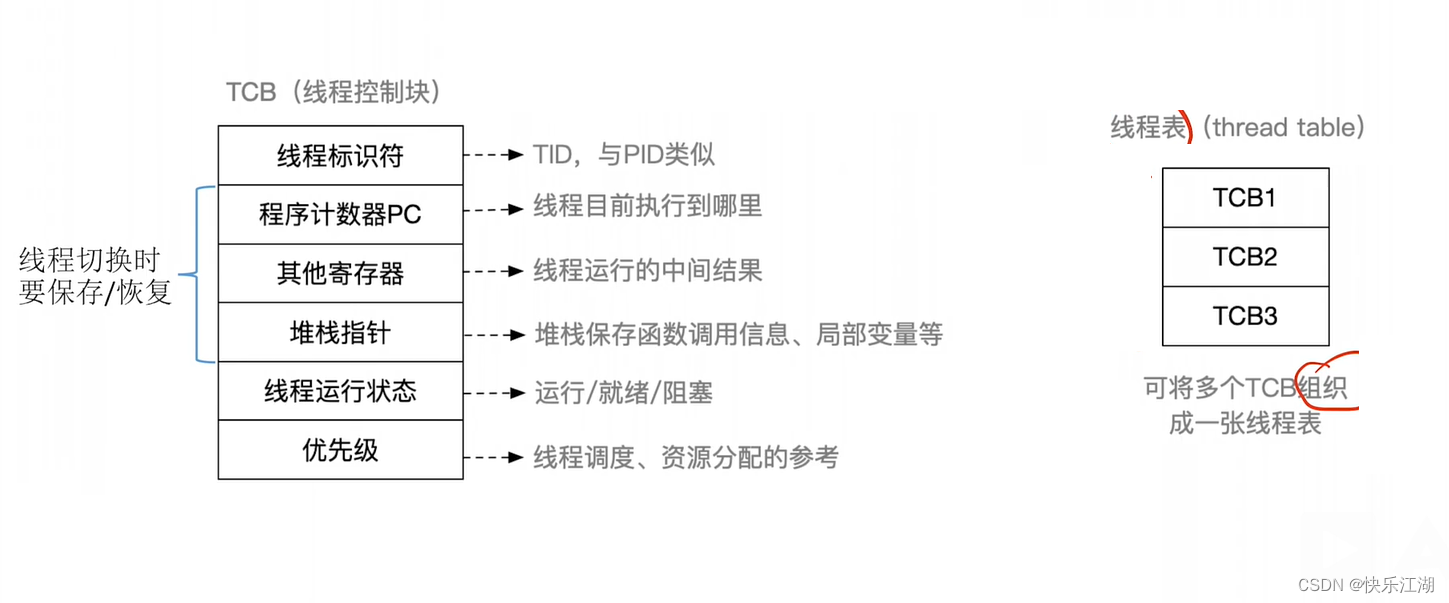 TCB（线程控制块）
线程标识符
TID，与PID类似
程序计数器PC
线程目前执行到哪里
其他寄存器
线程运行的中间结果
堆栈指针
堆栈保存函数调用信息、局部变量等
线程运行状态
运行/就绪/阻塞
优先级
线程调度、资源分配的参考
线程切换时
要保存/恢复
线程表（thread table）
TCB1
TCB2
TCB3
可将多个TCB组织
成一张线程表
CSDN @快乐江湖